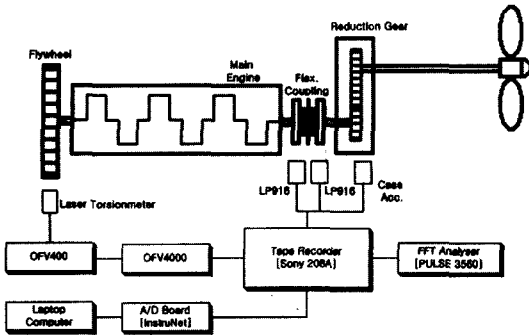 Reduction Gear
Flywheel
Main
Engine
Flex.
Coupling
LP916
LP916
Case
Acc.
Laser Torsionmeter
OFV400
OFV4000
Tape Recorder
[Sony 208A]
FFT Analyser
[PULSE 3560]
Laptop
Computer
A/D Board
[InstruNet]